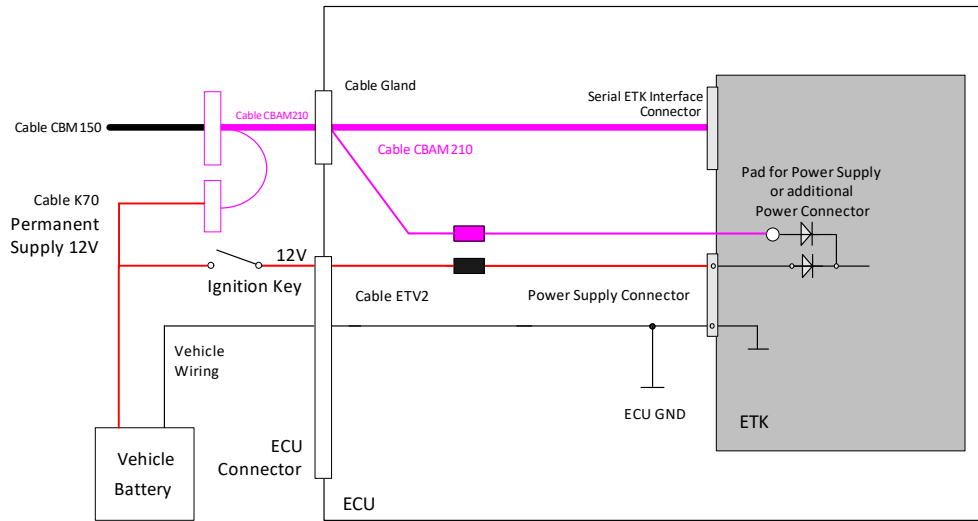 Cable Gland
Serial ETK Interface
Connector
Cable CBAM210
Cable CBM150
Cable CBAM210
Pad for Power Supply
or additional
Power Connector
Cable K70
Permanent
Supply 12V
12V
Ignition Key
Cable ETV2
Power Supply Connector
Vehicle
Wiring
ECU GND
ETK
ECU
Connector
Vehicle
Battery
ECU